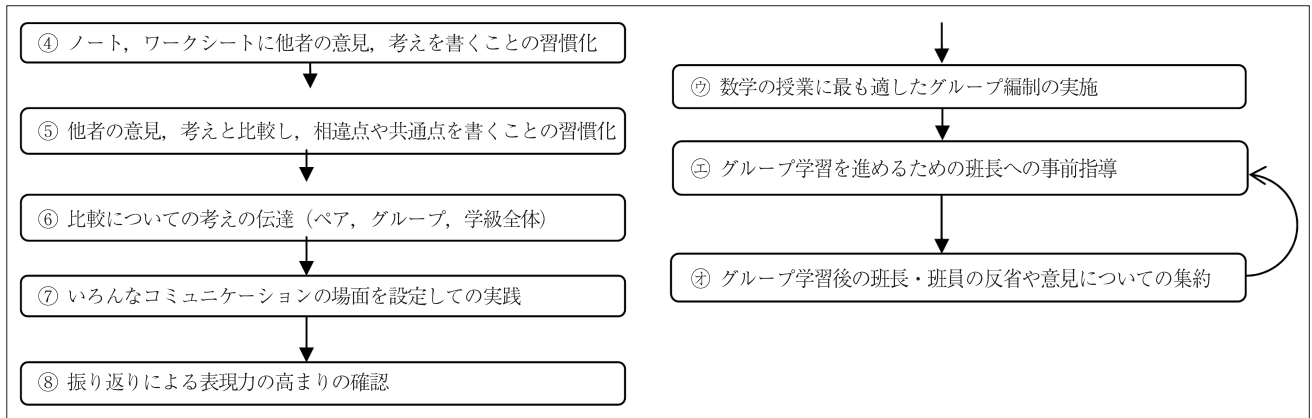 ④ ノート，ワークシートに他者の意見，考えを書くことの習慣化
⑤ 他者の意見，考えと比較し，相違点や共通点を書くことの習慣化
⑥ 比較についての考えの伝達（ペア，グループ，学級全体）
⑦ いろんなコミュニケーションの場面を設定しての実践
⑧ 振り返りによる表現力の高まりの確認
㋒ 数学の授業に最も適したグループ編制の実施
㋓ グループ学習を進めるための班長への事前指導
㋔ グループ学習後の班長・班員の反省や意見についての集約